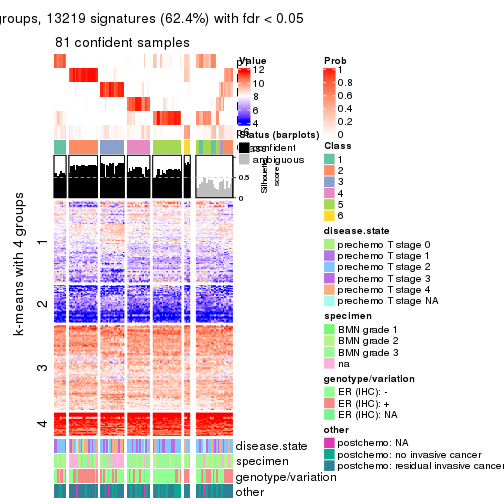 groups, 13219 signatures (62.4%) with fdr < 0.05
81 confident samples
k-means with 4 groups
1
2
3
4
1
0.5
0
Silhouette score
disease.state
specimen
genotype/variation
other
Value
12
10
8
6
4
Status (barplots)
confident
ambiguous
Prob
1
0.8
0.6
0.4
0.2
0
Class
1
2
3
4
5
6
disease.state
prechemo T stage 0
prechemo T stage 1
prechemo T stage 2
prechemo T stage 3
prechemo T stage 4
prechemo T stage NA
specimen
BMN grade 1
BMN grade 2
BMN grade 3
na
genotype/variation
ER (IHC): -
ER (IHC): +
ER (IHC): NA
other
postchemo: NA
postchemo: no invasive cancer
postchemo: residual invasive cancer